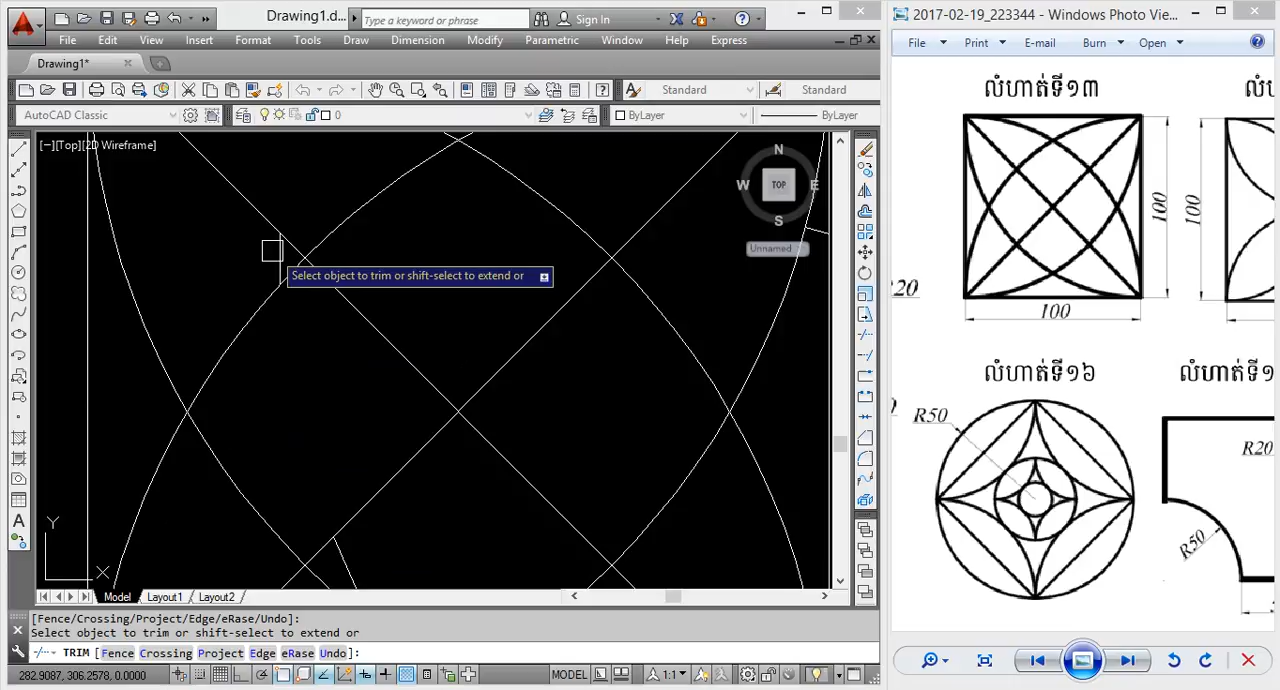 Drawing1.d...
Type a keyword or phrase
Sign In
File Edit View Insert Format Tools Draw Dimension Modify Parametric Window Help Express
Drawing1*
Standard
Standard
AutoCAD Classic
0
ByLayer
ByLayer
[−][Top][2D Wireframe]
N
W TOP E
S
Unnamed
Select object to trim or shift-select to extend or
Y
X
Model Layout1 Layout2
[Fence/Crossing/Project/Edge/eRase/Undo]:
Select object to trim or shift-select to extend or
TRIM [Fence Crossing Project Edge eRase Undo]:
282.9087, 306.2578, 0.0000
MODEL
1:1
2017-02-19_223344 - Windows Photo Vie...
File Print E-mail Burn Open
លំហាត់ទី១៣
100
100
100
20
លំហាត់ទី១៦
លំហាត់ទី១
R50
R20
R50